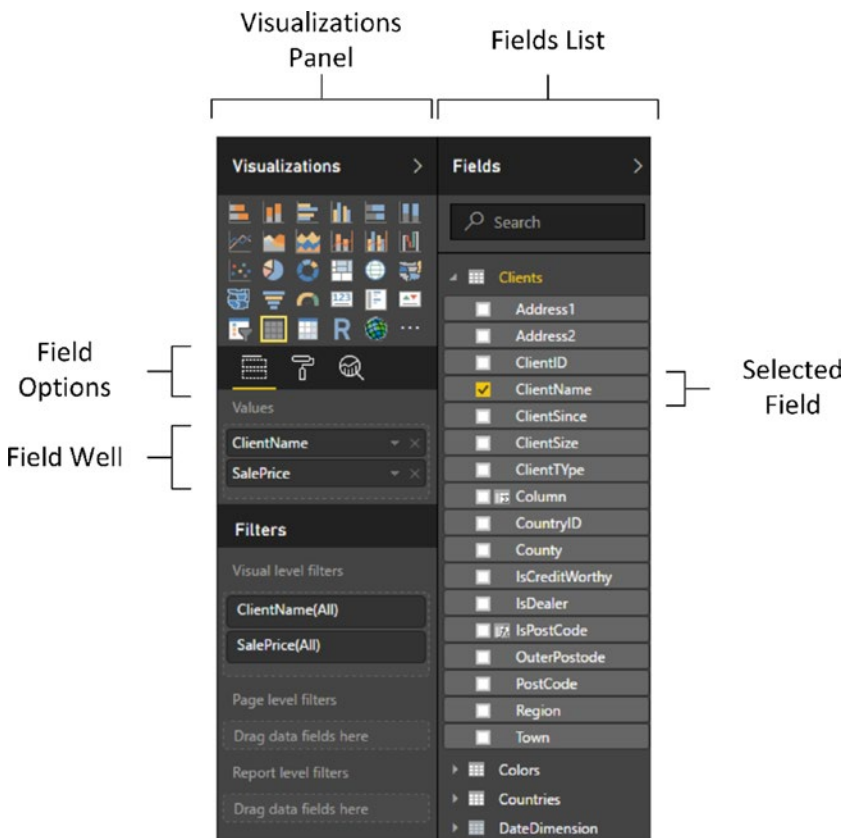 Visualizations
Panel
Fields List
Visualizations
Fields
Search
Clients
Address1
Address2
ClientID
ClientName
ClientSince
ClientSize
ClientTYpe
Column
CountryID
County
IsCreditWorthy
IsDealer
IsPostCode
OuterPostode
PostCode
Region
Town
Colors
Countries
DateDimension
123
R
Field
Options
Values
Field Well
ClientName
SalePrice
Filters
Visual level filters
ClientName(All)
SalePrice(All)
Page level filters
Drag data fields here
Report level filters
Drag data fields here
Selected
Field